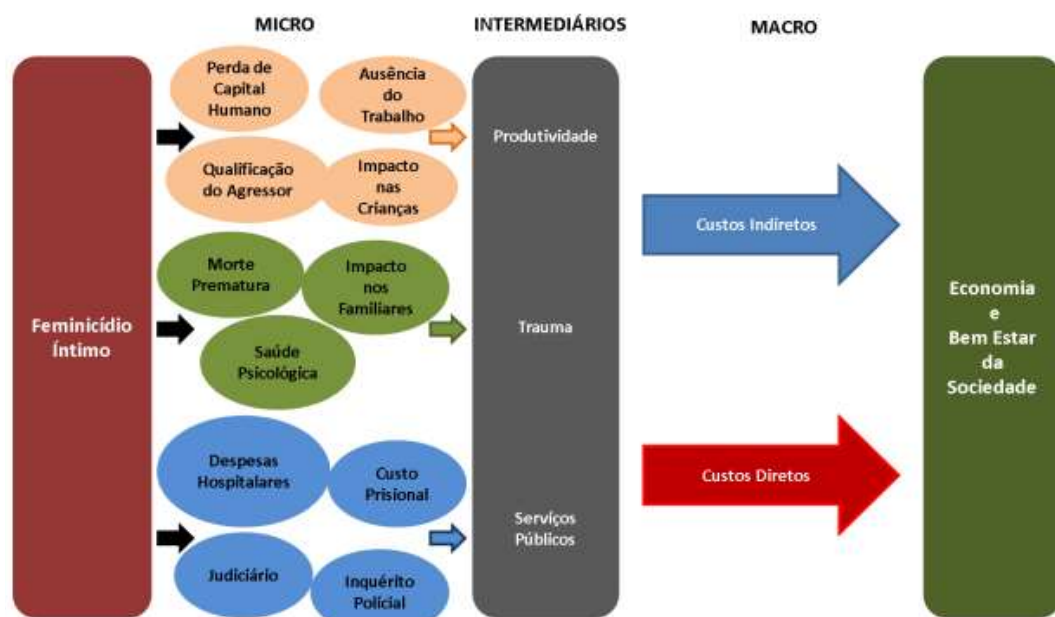 MICRO
INTERMEDIÁRIOS
MACRO
Feminicídio
Íntimo
Perda de
Capital
Humano
Ausência
do
Trabalho
Qualificação
do Agressor
Impacto
nas
Crianças
Morte
Prematura
Impacto
nos
Familiares
Saúde
Psicológica
Despesas
Hospitalares
Custo
Prisional
Judiciário
Inquérito
Policial
Produtividade
Trauma
Serviços
Públicos
Custos Indiretos
Custos Diretos
Economia
e
Bem Estar
da
Sociedade